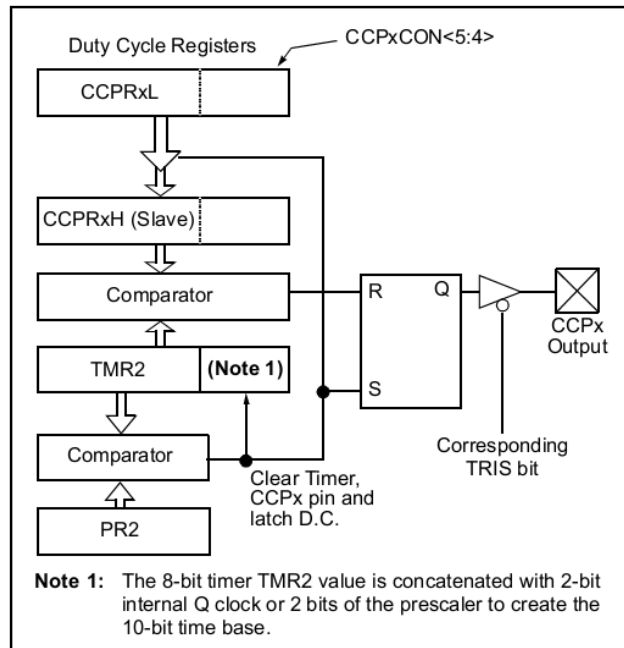 Duty Cycle Registers
CCPxCON<5:4>
CCPRxL
CCPRxH (Slave)
Comparator
R
Q
S
CCPx
Output
TMR2
(Note 1)
Comparator
Clear Timer,
CCPx pin and
latch D.C.
Corresponding
TRIS bit
PR2
Note 1: The 8-bit timer TMR2 value is concatenated with 2-bit
internal Q clock or 2 bits of the prescaler to create the
10-bit time base.